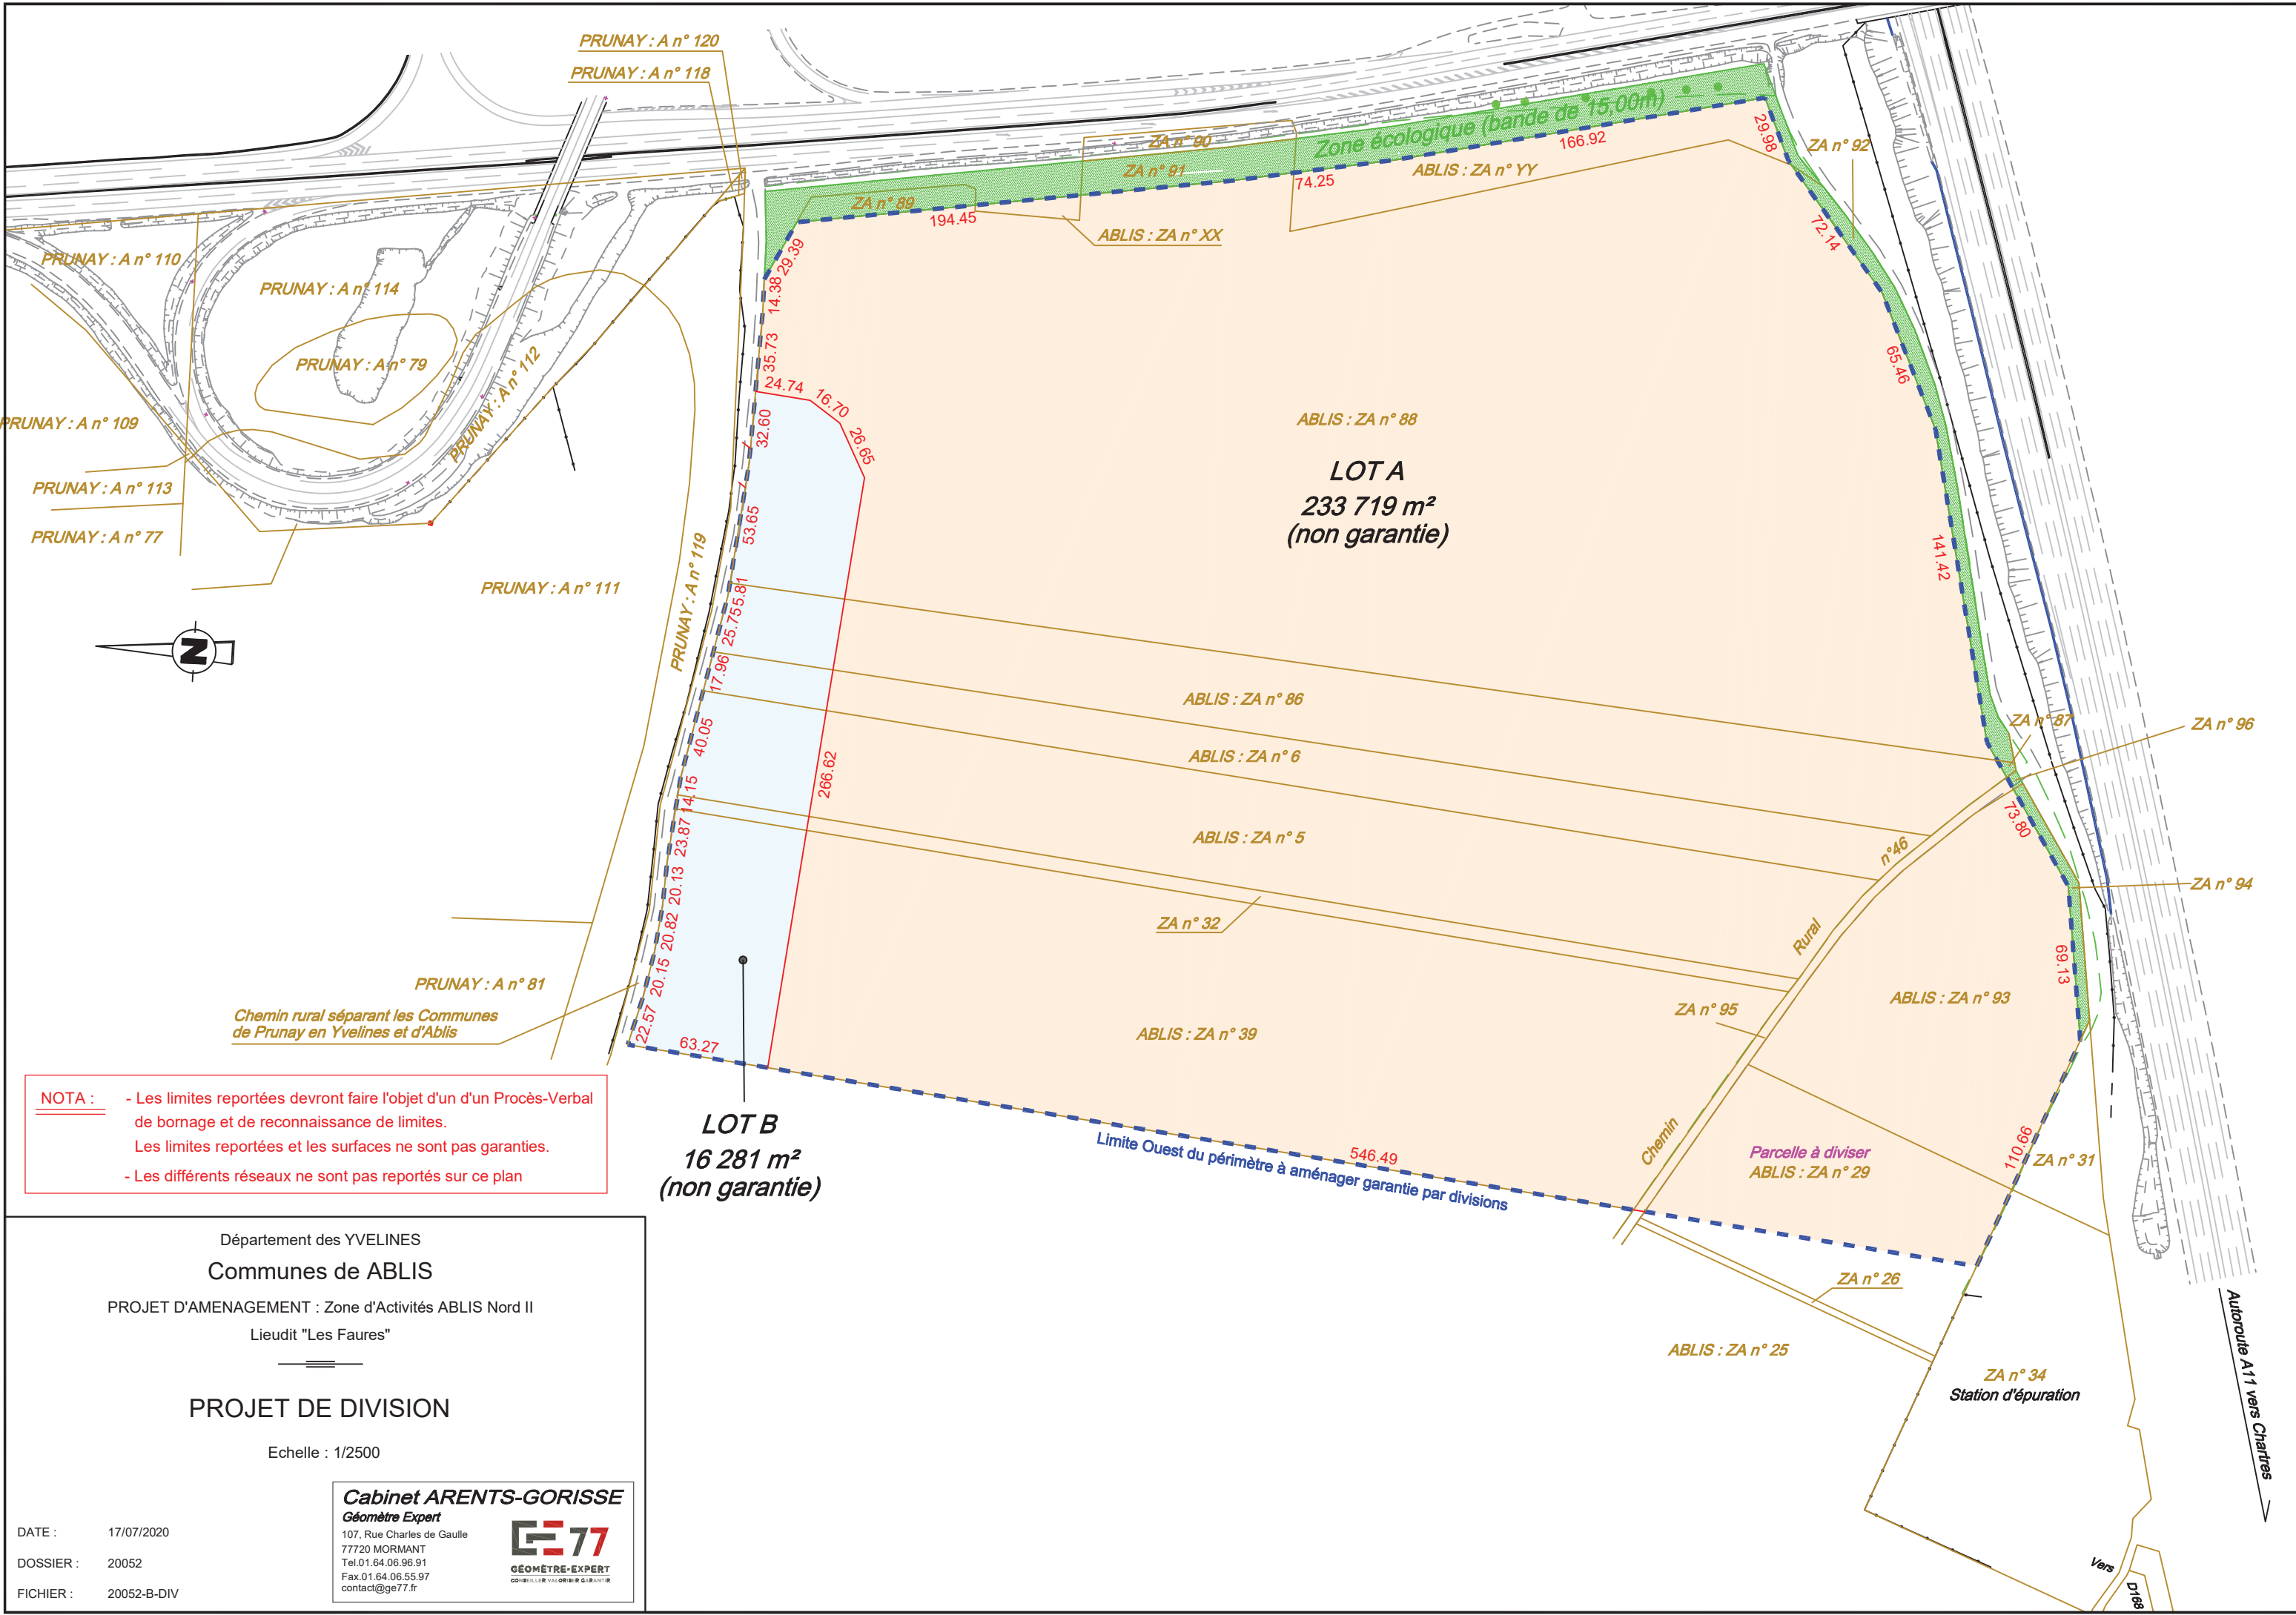 PRUNAY : A n° 120
PRUNAY : A n° 118
Zone écologique (bande de 15,00m)
ZA n° 90
ZA n° 91
ZA n° 89
ABLIS : ZA n° XX
ABLIS : ZA n° YY
ZA n° 92
194.45
74.25
166.92
29.98
72.14
65.46
141.42
73.80
69.13
110.66
546.49
63.27
29.39
14.38
35.73
24.74
16.70
26.65
32.60
53.65
5.81
25.75
17.96
40.05
14.15
23.87
20.13
20.82
20.15
22.57
266.62
PRUNAY : A n° 110
PRUNAY : A n° 114
PRUNAY : A n° 79
PRUNAY : A n° 112
PRUNAY : A n° 109
PRUNAY : A n° 113
PRUNAY : A n° 77
PRUNAY : A n° 111
PRUNAY : A n° 119
PRUNAY : A n° 81
N
ABLIS : ZA n° 88
LOT A
233 719 m²
(non garantie)
ABLIS : ZA n° 86
ABLIS : ZA n° 6
ABLIS : ZA n° 5
ZA n° 32
ABLIS : ZA n° 39
ZA n° 87
ZA n° 96
ZA n° 94
ABLIS : ZA n° 93
ZA n° 95
Chemin
Rural
n°46
Parcelle à diviser
ABLIS : ZA n° 29
ZA n° 31
ZA n° 26
ABLIS : ZA n° 25
ZA n° 34
Station d'épuration
Autoroute A11 vers Chartres
Vers
D168
Limite Ouest du périmètre à aménager garantie par divisions
Chemin rural séparant les Communes
de Prunay en Yvelines et d'Ablis
LOT B
16 281 m²
(non garantie)
NOTA : - Les limites reportées devront faire l'objet d'un d'un Procès-Verbal
de bornage et de reconnaissance de limites.
Les limites reportées et les surfaces ne sont pas garanties.
- Les différents réseaux ne sont pas reportés sur ce plan
Département des YVELINES
Communes de ABLIS
PROJET D'AMENAGEMENT : Zone d'Activités ABLIS Nord II
Lieudit "Les Faures"
PROJET DE DIVISION
Echelle : 1/2500
DATE : 17/07/2020
DOSSIER : 20052
FICHIER : 20052-B-DIV
Cabinet ARENTS-GORISSE
Géomètre Expert
107, Rue Charles de Gaulle
77720 MORMANT
Tel.01.64.06.96.91
Fax.01.64.06.55.97
contact@ge77.fr
GE 77
GÉOMÈTRE-EXPERT
CONSEILLER VALORISER GARANTIR